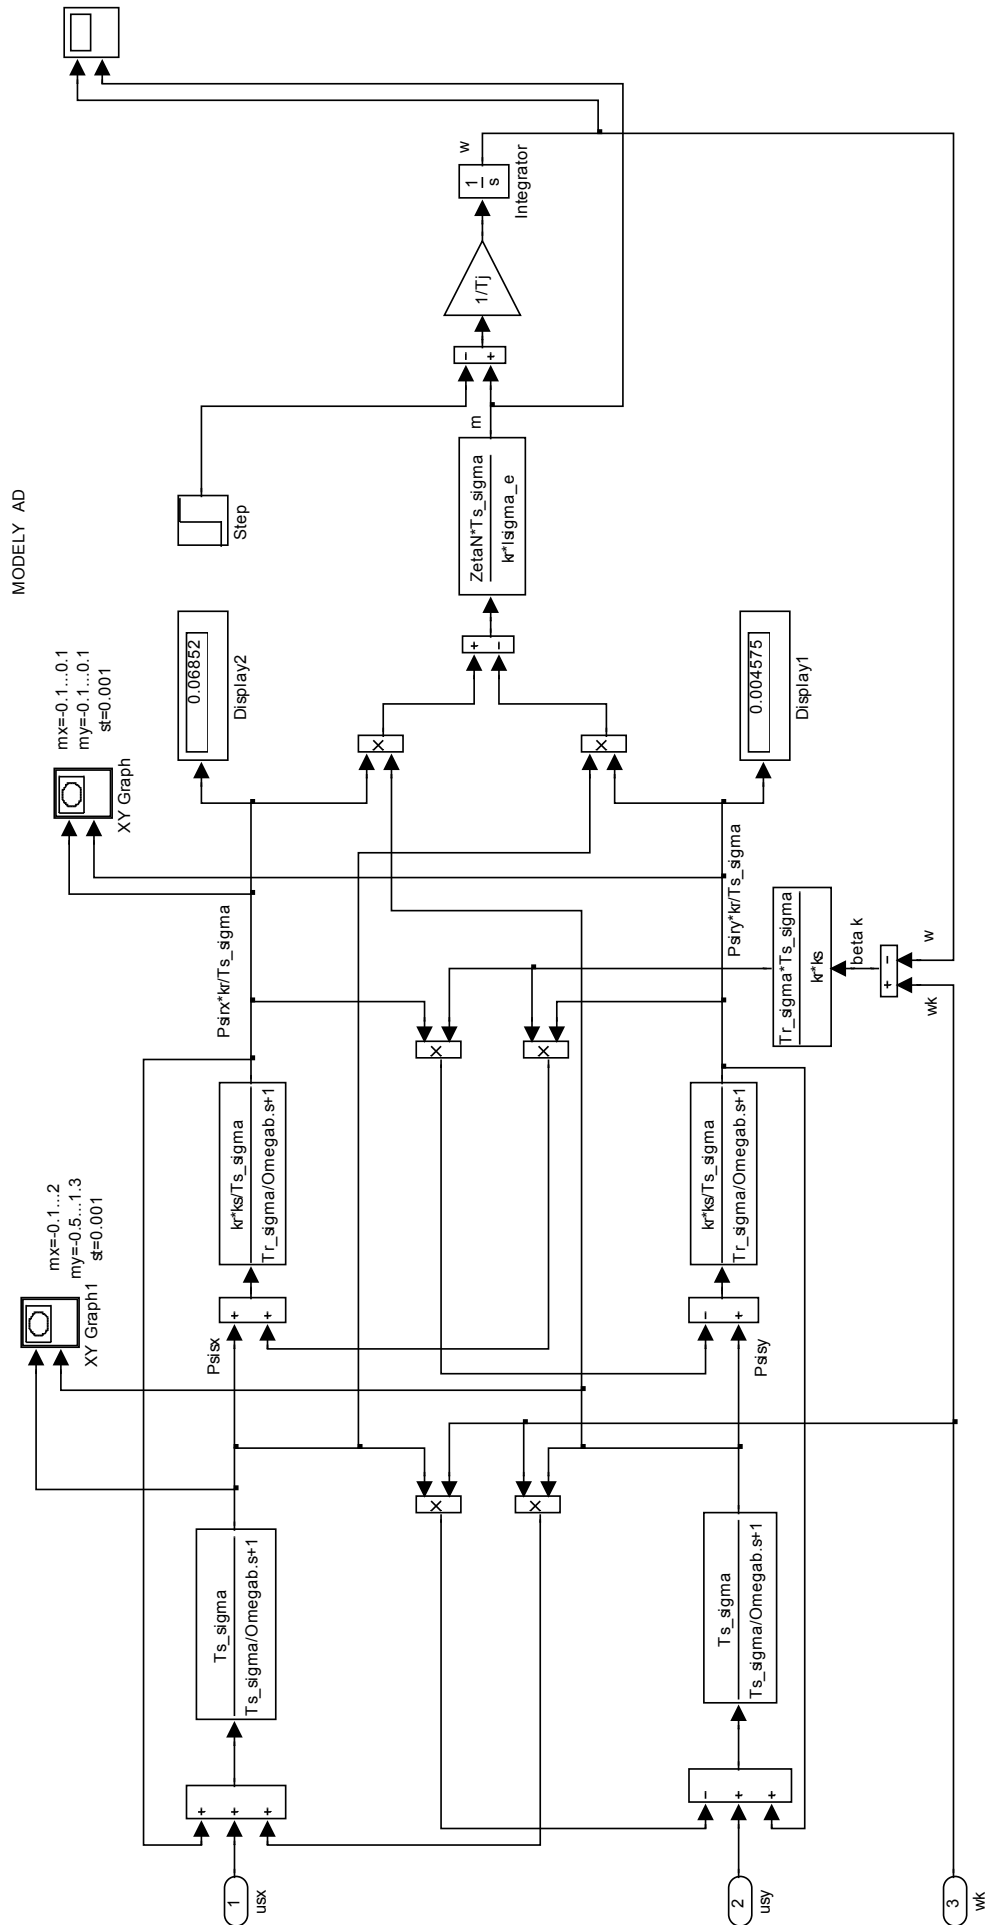 MODELY AD
mx=-0.1...2
my=-0.5...1.3
st=0.001
XY Graph1
mx=-0.1...0.1
my=-0.1...0.1
st=0.001
XY Graph
1
usx
+
+
+
Ts_sigma
Ts_sigma/Omegab.s+1
Psisx
+
+
kr*ks/Ts_sigma
Tr_sigma/Omegab.s+1
Psirx*kr/Ts_sigma
0.06852
Display2
Step
×
×
×
×
×
×
+
-
ZetaN*Ts_sigma
kr*lsigma_e
m
-
+
1/Tj
1
s
Integrator
w
2
usy
-
+
+
Ts_sigma
Ts_sigma/Omegab.s+1
Psisy
-
+
kr*ks/Ts_sigma
Tr_sigma/Omegab.s+1
Psiry*kr/Ts_sigma
0.004575
Display1
Tr_sigma*Ts_sigma
kr*ks
beta k
+
-
wk
w
3
wk